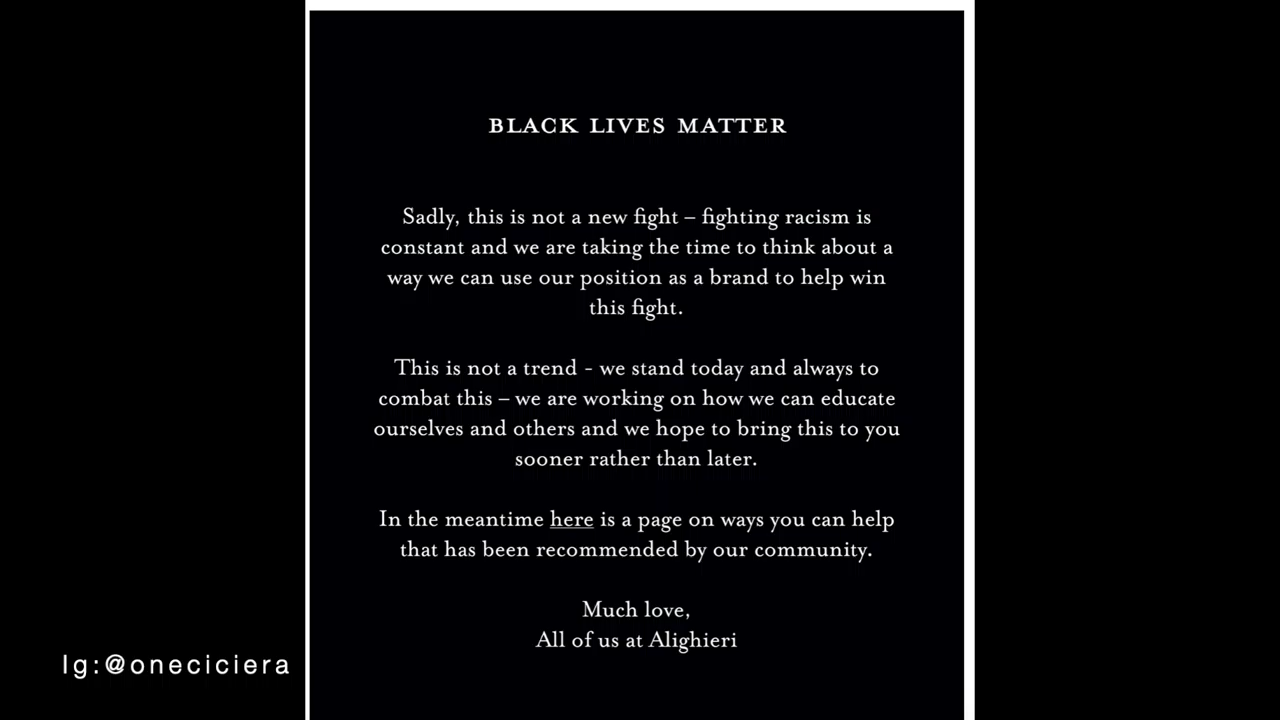 BLACK LIVES MATTER
Sadly, this is not a new fight – fighting racism is
constant and we are taking the time to think about a
way we can use our position as a brand to help win
this fight.
This is not a trend - we stand today and always to
combat this – we are working on how we can educate
ourselves and others and we hope to bring this to you
sooner rather than later.
In the meantime here is a page on ways you can help
that has been recommended by our community.
Much love,
All of us at Alighieri
Ig:@oneciciera